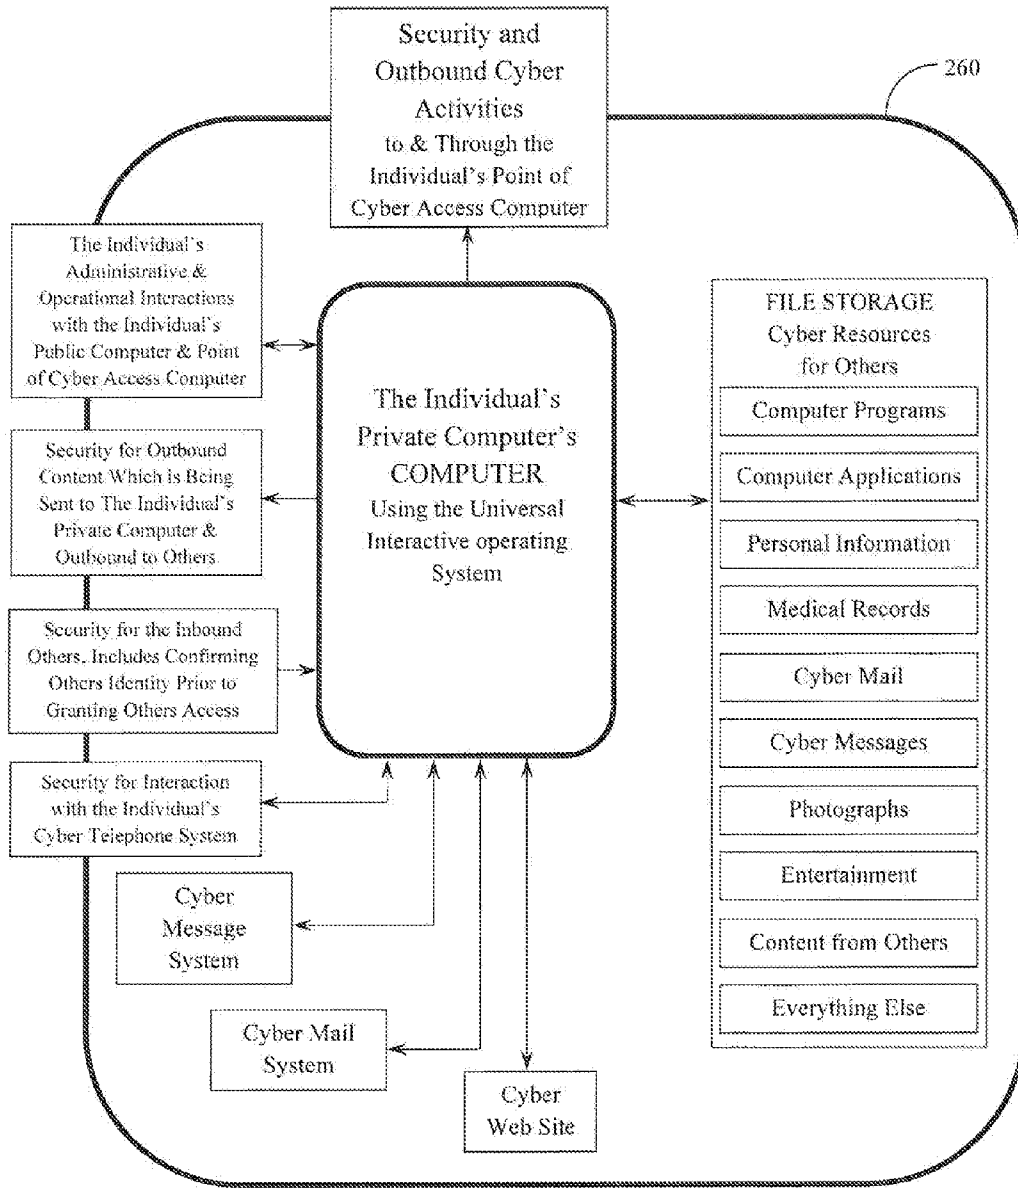 Security and
Outbound Cyber
Activities
to & Through the
Individual's Point of
Cyber Access Computer
260
The Individual's
Administrative &
Operational Interactions
with the Individual's
Public Computer & Point
of Cyber Access Computer
Security for Outbound
Content Which is Being
Sent to The Individual's
Private Computer &
Outbound to Others.
Security for the Inbound
Others, Includes Confirming
Others Identity Prior to
Granting Others Access
Security for Interaction
with the Individual's
Cyber Telephone System
The Individual's
Private Computer's
COMPUTER
Using the Universal
Interactive operating
System
FILE STORAGE
Cyber Resources
for Others
Computer Programs
Computer Applications
Personal Information
Medical Records
Cyber Mail
Cyber Messages
Photographs
Entertainment
Content from Others
Everything Else
Cyber
Message
System
Cyber Mail
System
Cyber
Web Site